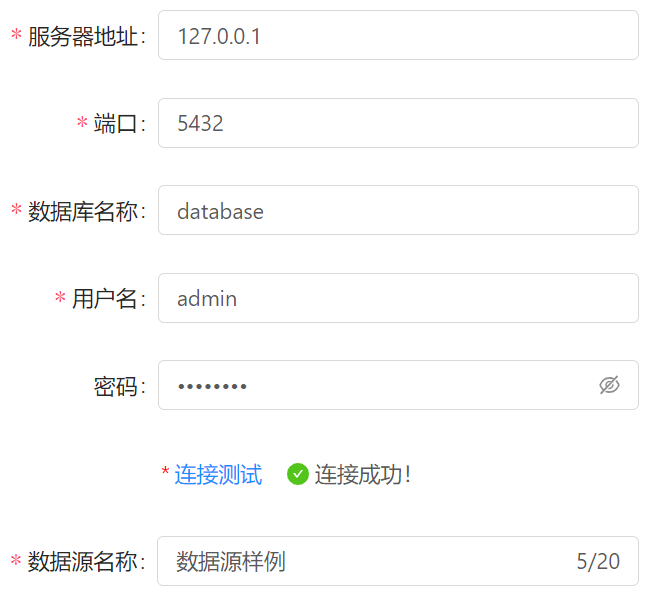 * 服务器地址: 127.0.0.1
* 端口: 5432
* 数据库名称: database
* 用户名: admin
密码: ••••••••
* 连接测试 连接成功!
* 数据源名称: 数据源样例 5/20